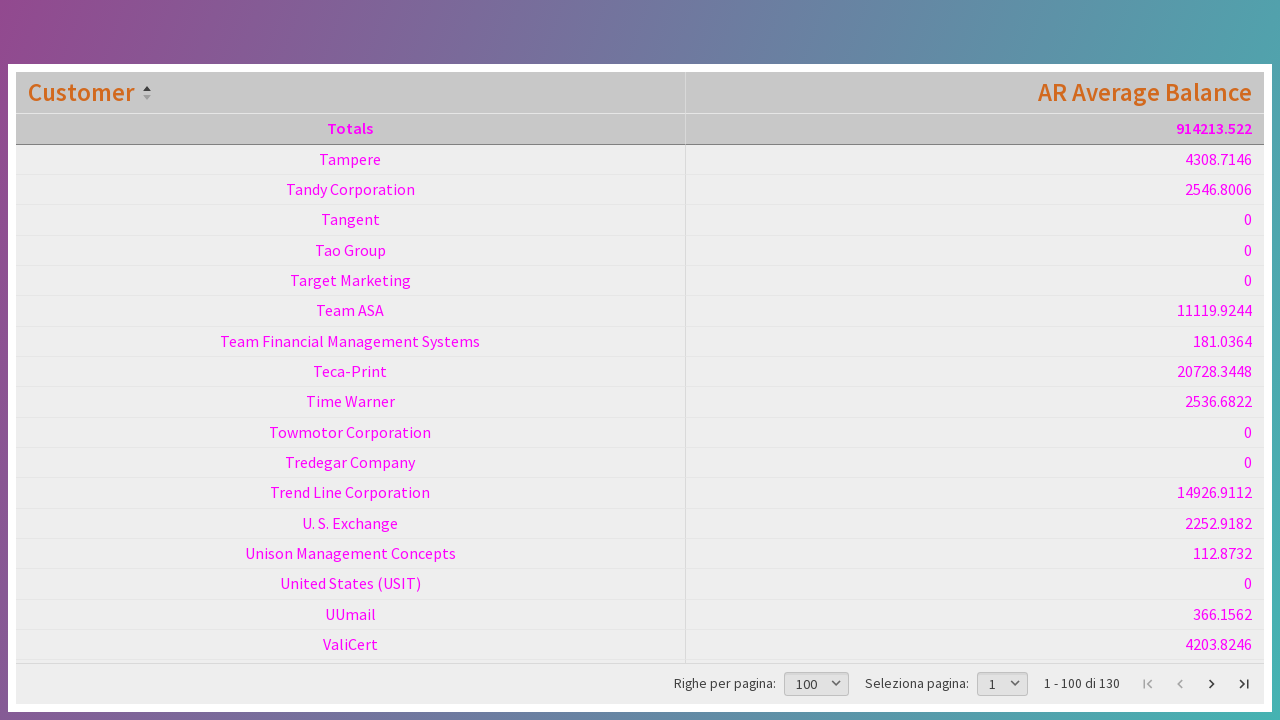 Customer AR Average Balance
Totals 914213.522
Tampere 4308.7146
Tandy Corporation 2546.8006
Tangent 0
Tao Group 0
Target Marketing 0
Team ASA 11119.9244
Team Financial Management Systems 181.0364
Teca-Print 20728.3448
Time Warner 2536.6822
Towmotor Corporation 0
Tredegar Company 0
Trend Line Corporation 14926.9112
U. S. Exchange 2252.9182
Unison Management Concepts 112.8732
United States (USIT) 0
UUmail 366.1562
ValiCert 4203.8246
Righe per pagina: 100 Seleziona pagina: 1 1 - 100 di 130